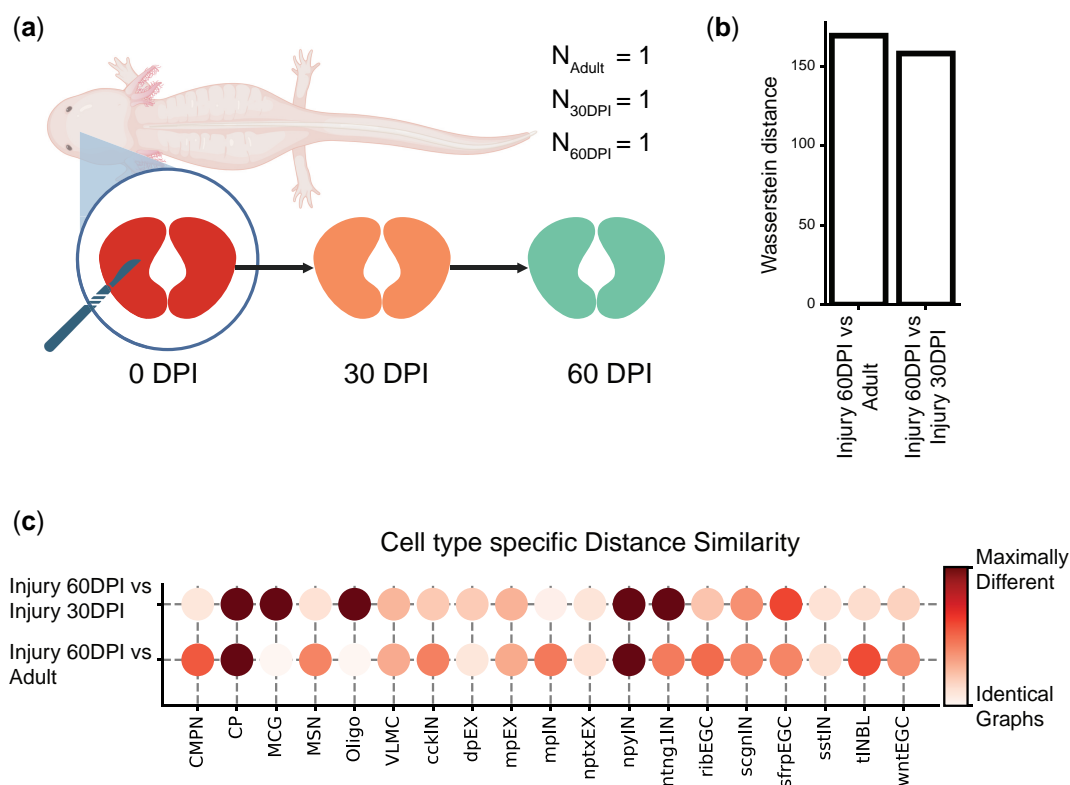 (a)
N_Adult = 1
N_30DPI = 1
N_60DPI = 1
0 DPI
30 DPI
60 DPI
(b)
Wasserstein distance
150
100
50
0
Injury 60DPI vs
Adult
Injury 60DPI vs
Injury 30DPI
(c)
Cell type specific Distance Similarity
Injury 60DPI vs
Injury 30DPI
Injury 60DPI vs
Adult
CMPN
CP
MCG
MSN
Oligo
VLMC
cckIN
dpEX
mpEX
mpIN
nptxEX
npyIN
ntng1IN
ribEGC
scgnIN
sfrpEGC
sstIN
tlNBL
wntEGC
Maximally
Different
Identical
Graphs